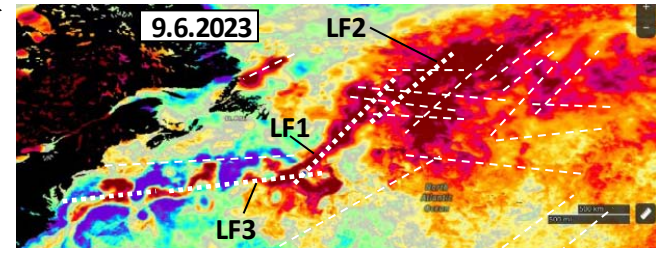 9.6.2023
LF2
LF1
LF3
North
Atlantic
Ocean
500 km
500 mi
+